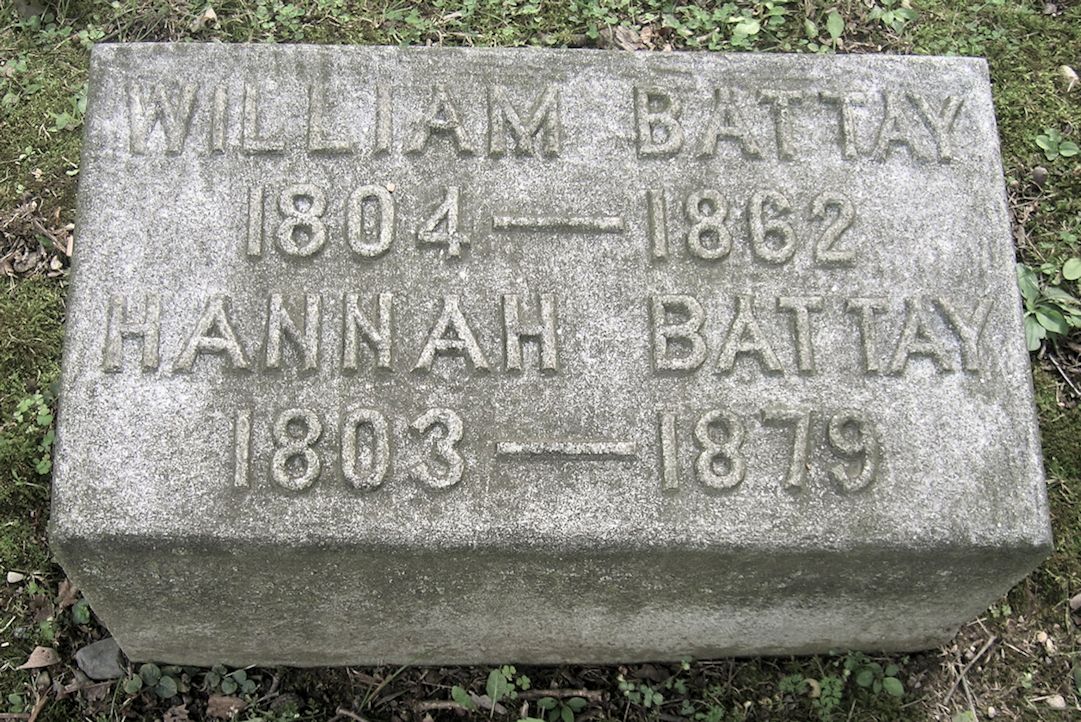 WILLIAM BATTAY
1804 — 1862
HANNAH BATTAY
1803 — 1879